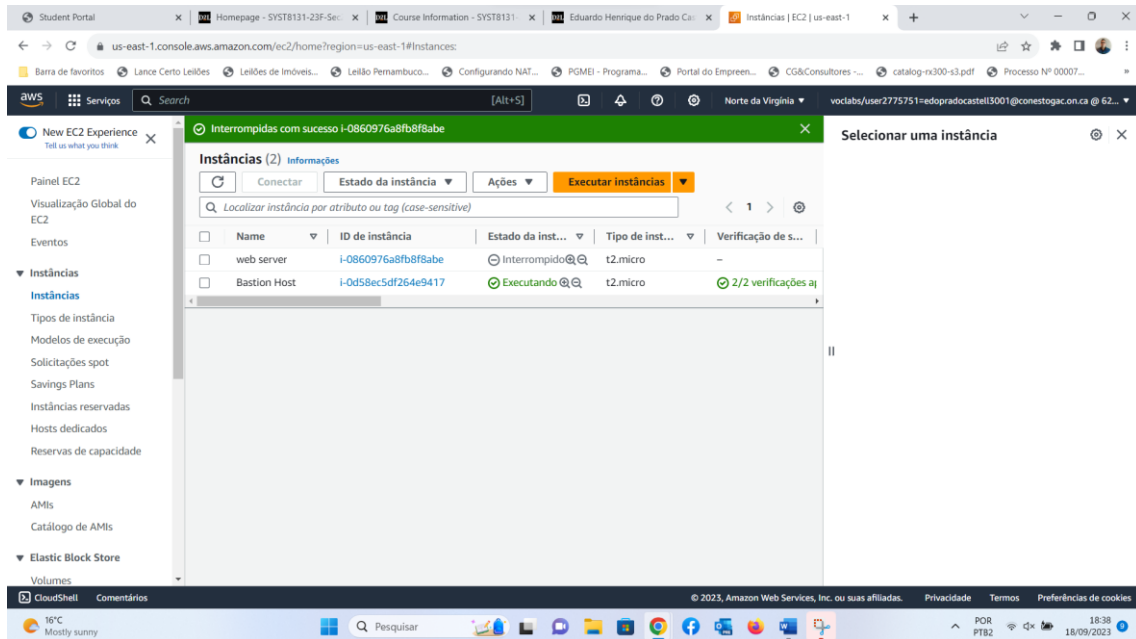 Student Portal
Homepage - SYST8131-23F-Sec
Course Information - SYST8131-
Eduardo Henrique do Prado Cas
Instâncias | EC2 | us-east-1
us-east-1.console.aws.amazon.com/ec2/home?region=us-east-1#Instances:
Barra de favoritos
Lance Certo Leilões
Leilões de Imóveis...
Leilão Pernambuco...
Configurando NAT...
PGMEI - Programa...
Portal do Empreen...
CG&Consultores -...
catalog-rx300-s3.pdf
Processo Nº 00007...
»
aws
Serviços
Search
[Alt+S]
Norte da Virgínia
voclabs/user2775751=edopradocastell3001@conestogac.on.ca @ 62...
New EC2 Experience
Tell us what you think
Interrompidas com sucesso i-0860976a8fb8f8abe
Selecionar uma instância
Instâncias (2) Informações
Conectar
Estado da instância
Ações
Executar instâncias
Localizar instância por atributo ou tag (case-sensitive)
1
Name
ID de instância
Estado da inst...
Tipo de inst...
Verificação de s...
web server
i-0860976a8fb8f8abe
Interrompido
t2.micro
–
Bastion Host
i-0d58ec5df264e9417
Executando
t2.micro
2/2 verificações ap
Painel EC2
Visualização Global do
EC2
Eventos
Instâncias
Instâncias
Tipos de instância
Modelos de execução
Solicitações spot
Savings Plans
Instâncias reservadas
Hosts dedicados
Reservas de capacidade
Imagens
AMIs
Catálogo de AMIs
Elastic Block Store
Volumes
CloudShell
Comentários
© 2023, Amazon Web Services, Inc. ou suas afiliadas.
Privacidade
Termos
Preferências de cookies
16°C
Mostly sunny
Pesquisar
POR
PTB2
18:38
18/09/2023